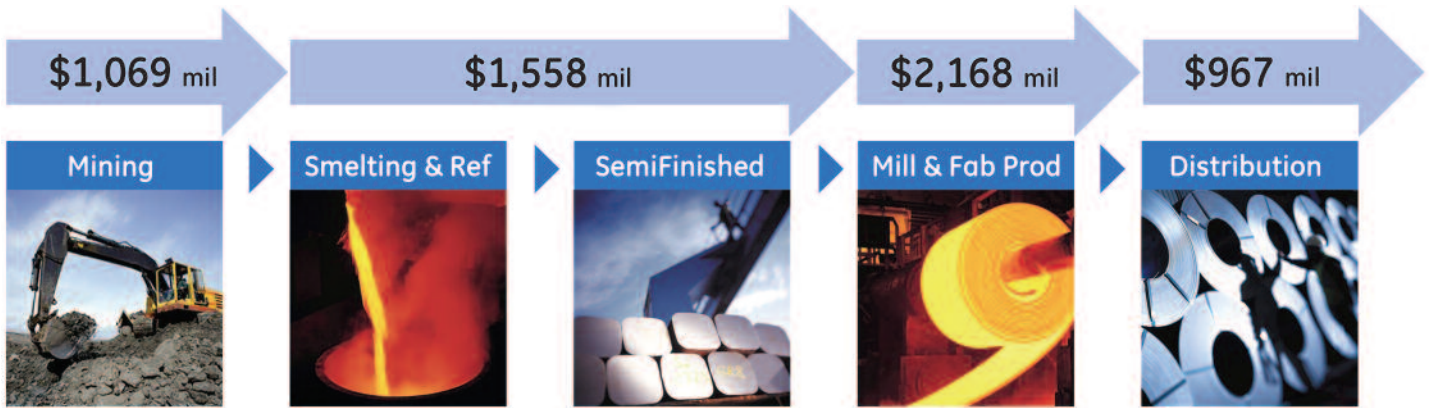 $1,069 mil
$1,558 mil
$2,168 mil
$967 mil
Mining
Smelting & Ref
SemiFinished
Mill & Fab Prod
Distribution